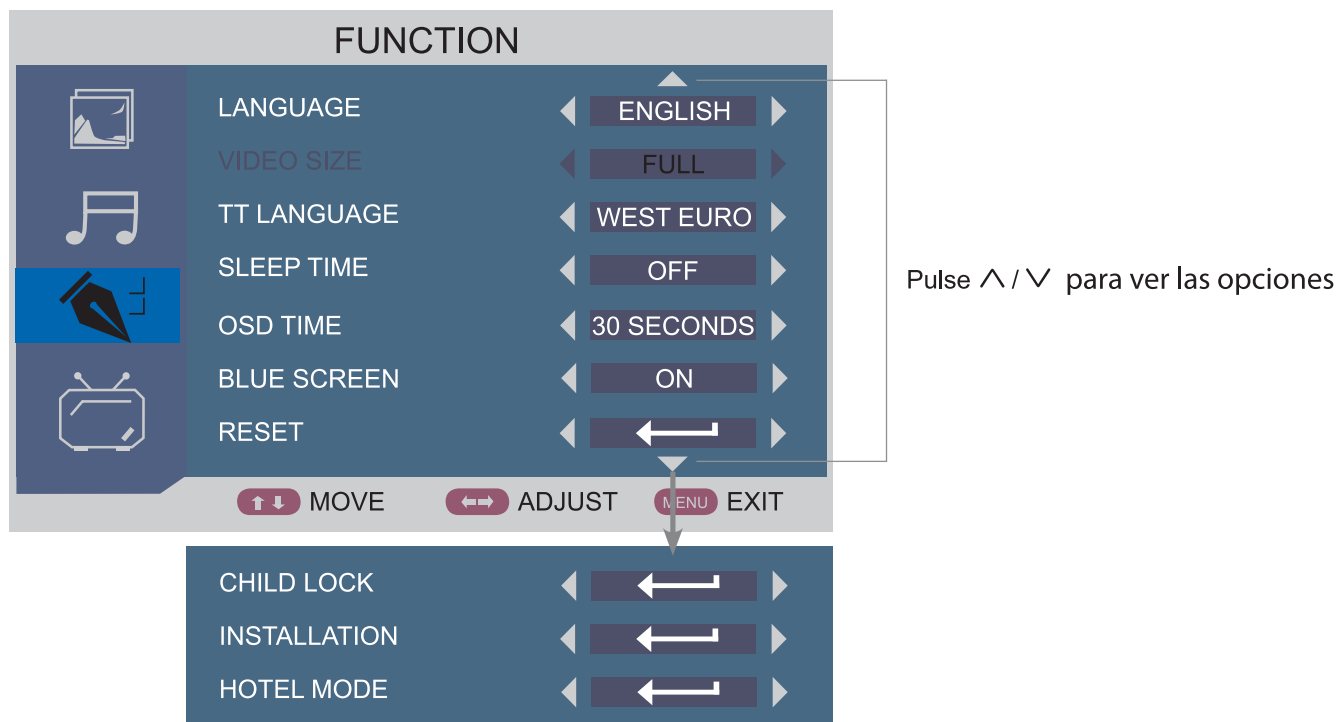 FUNCTION
LANGUAGE ENGLISH
VIDEO SIZE FULL
TT LANGUAGE WEST EURO
SLEEP TIME OFF
OSD TIME 30 SECONDS
BLUE SCREEN ON
RESET
MOVE ADJUST MENU EXIT
CHILD LOCK
INSTALLATION
HOTEL MODE
Pulse ∧ / ∨ para ver las opciones